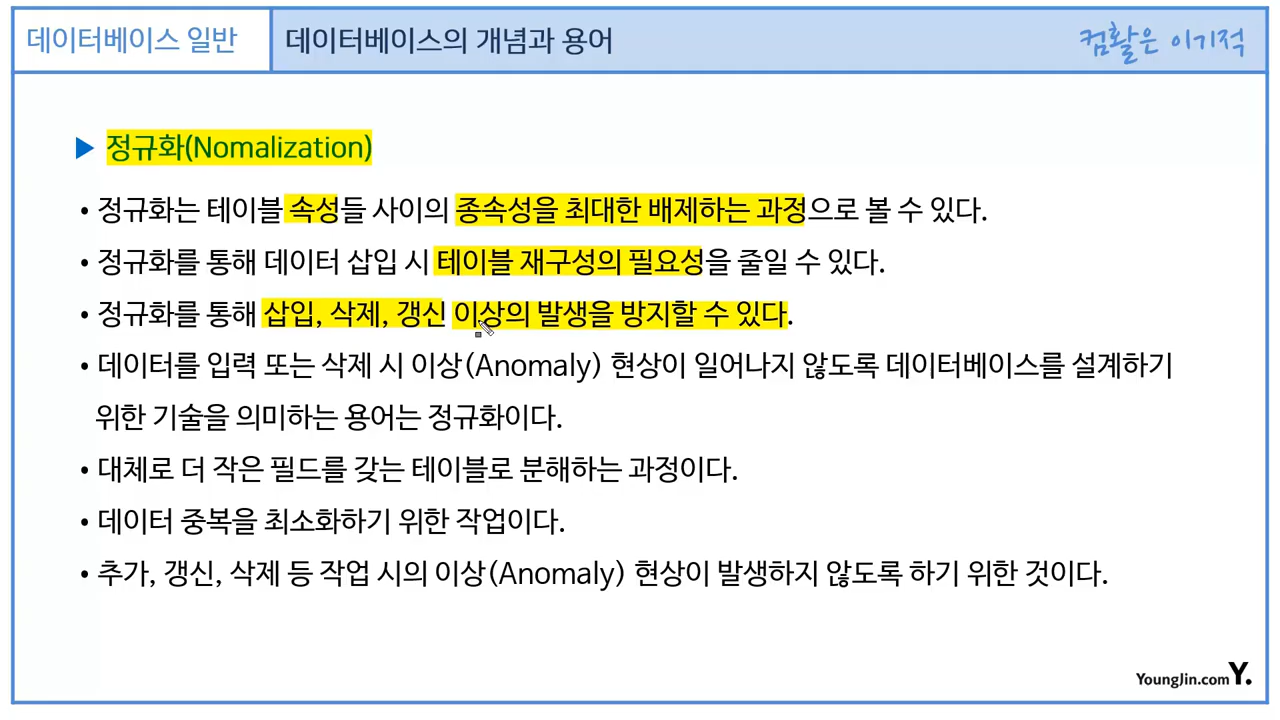 데이터베이스 일반
데이터베이스의 개념과 용어
컴활은 이기적
▶ 정규화(Nomalization)
• 정규화는 테이블 속성들 사이의 종속성을 최대한 배제하는 과정으로 볼 수 있다.
• 정규화를 통해 데이터 삽입 시 테이블 재구성의 필요성을 줄일 수 있다.
• 정규화를 통해 삽입, 삭제, 갱신 이상의 발생을 방지할 수 있다.
• 데이터를 입력 또는 삭제 시 이상(Anomaly) 현상이 일어나지 않도록 데이터베이스를 설계하기
위한 기술을 의미하는 용어는 정규화이다.
• 대체로 더 작은 필드를 갖는 테이블로 분해하는 과정이다.
• 데이터 중복을 최소화하기 위한 작업이다.
• 추가, 갱신, 삭제 등 작업 시의 이상(Anomaly) 현상이 발생하지 않도록 하기 위한 것이다.
YoungJin.com Y.